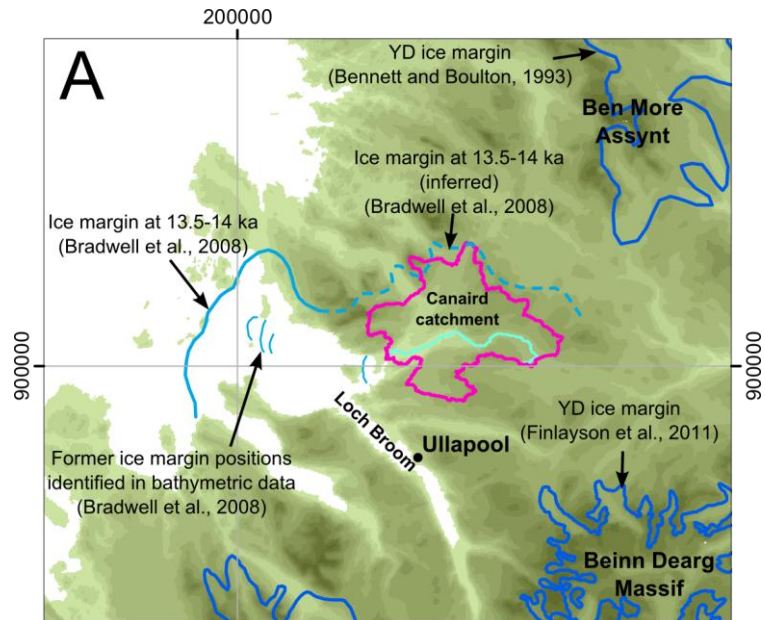 200000
A
YD ice margin
(Bennett and Boulton, 1993)
Ben More
Assynt
Ice margin at 13.5-14 ka
(inferred)
(Bradwell et al., 2008)
Ice margin at 13.5-14 ka
(Bradwell et al., 2008)
Canaird
catchment
900000
900000
Loch Broom
Ullapool
YD ice margin
(Finlayson et al., 2011)
Former ice margin positions
identified in bathymetric data
(Bradwell et al., 2008)
Beinn Dearg
Massif